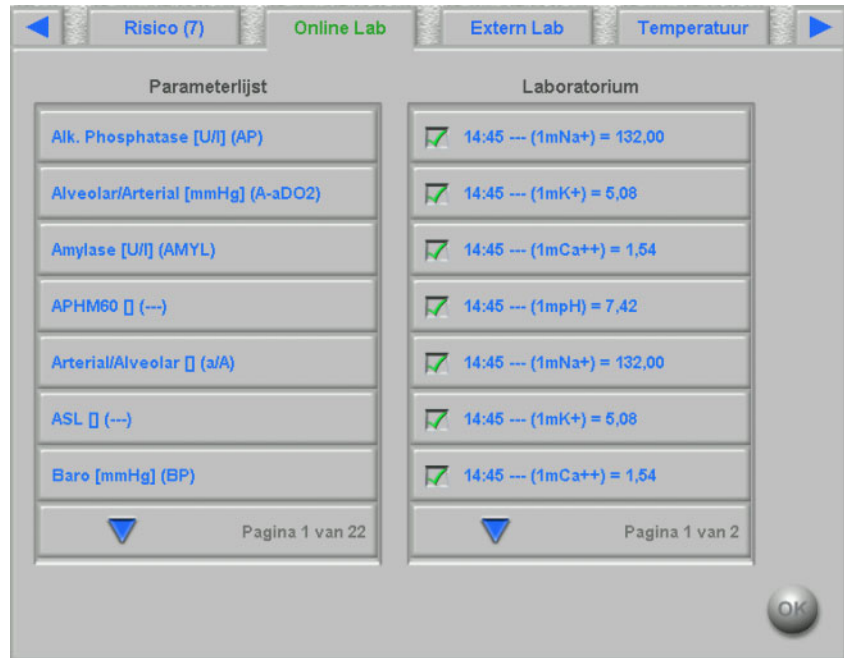 Risico (7)
Online Lab
Extern Lab
Temperatuur
Parameterlijst
Alk. Phosphatase [U/l] (AP)
Alveolar/Arterial [mmHg] (A-aDO2)
Amylase [U/l] (AMYL)
APHM60 [] (---)
Arterial/Alveolar [] (a/A)
ASL [] (---)
Baro [mmHg] (BP)
Pagina 1 van 22
Laboratorium
14:45 --- (1mNa+) = 132,00
14:45 --- (1mK+) = 5,08
14:45 --- (1mCa++) = 1,54
14:45 --- (1mpH) = 7,42
14:45 --- (1mNa+) = 132,00
14:45 --- (1mK+) = 5,08
14:45 --- (1mCa++) = 1,54
Pagina 1 van 2
OK